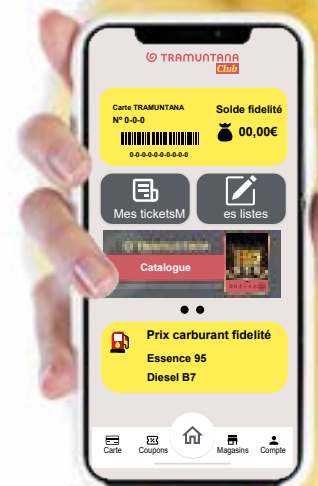 TRAMUNTANA
Club
Carte TRAMUNTANA
Nº 0-0-0
Solde fidelité
00,00€
0-0-0-0-0-0-0-0-0
Mes ticketsM es listes
Catalogue
Prix carburant fidelité
Essence 95
Diesel B7
Carte Coupons Magasins Compte